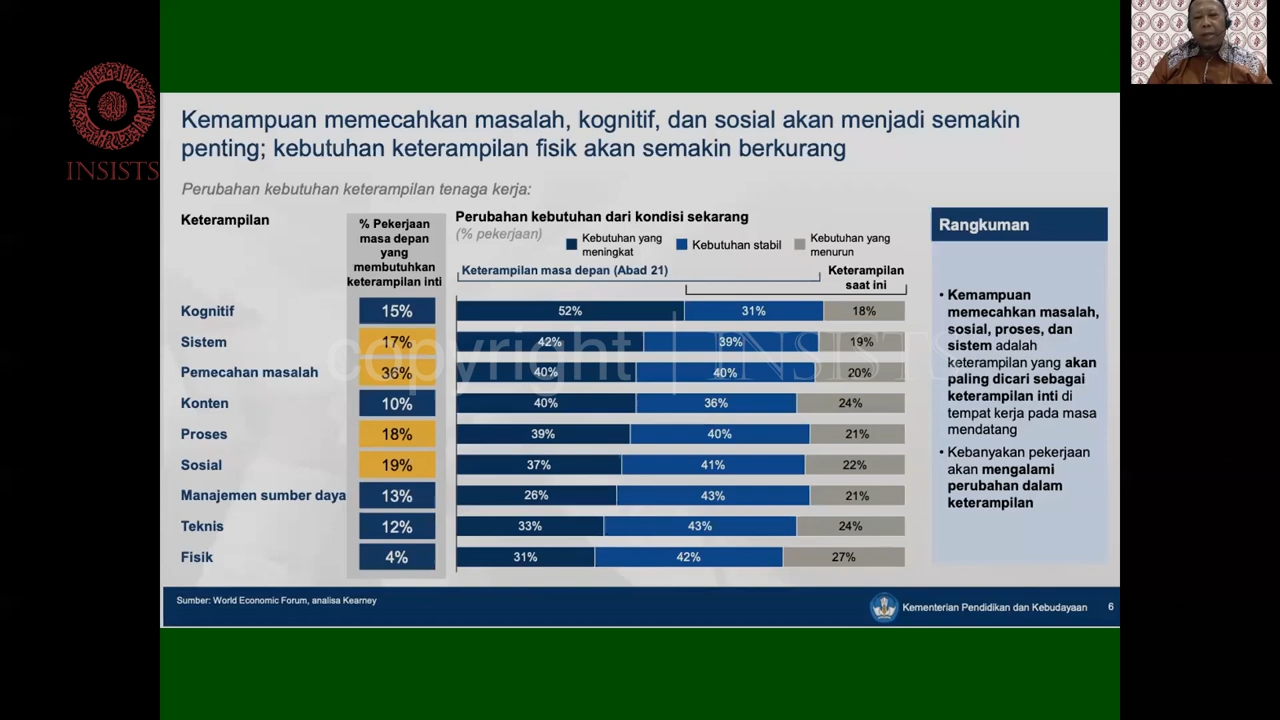 INSISTS
Kemampuan memecahkan masalah, kognitif, dan sosial akan menjadi semakin
penting; kebutuhan keterampilan fisik akan semakin berkurang
Perubahan kebutuhan keterampilan tenaga kerja:
Keterampilan
% Pekerjaan
masa depan
yang
membutuhkan
keterampilan inti
Perubahan kebutuhan dari kondisi sekarang
(% pekerjaan)
Kebutuhan yang
meningkat
Kebutuhan stabil
Kebutuhan yang
menurun
Keterampilan masa depan (Abad 21)
Keterampilan
saat ini
Kognitif 15% 52% 31% 18%
Sistem 17% 42% 39% 19%
Pemecahan masalah 36% 40% 40% 20%
Konten 10% 40% 36% 24%
Proses 18% 39% 40% 21%
Sosial 19% 37% 41% 22%
Manajemen sumber daya 13% 26% 43% 21%
Teknis 12% 33% 43% 24%
Fisik 4% 31% 42% 27%
copyright | INSISTS
Rangkuman
• Kemampuan
memecahkan masalah,
sosial, proses, dan
sistem adalah
keterampilan yang akan
paling dicari sebagai
keterampilan inti di
tempat kerja pada masa
mendatang
• Kebanyakan pekerjaan
akan mengalami
perubahan dalam
keterampilan
Sumber: World Economic Forum, analisa Kearney
Kementerian Pendidikan dan Kebudayaan 6